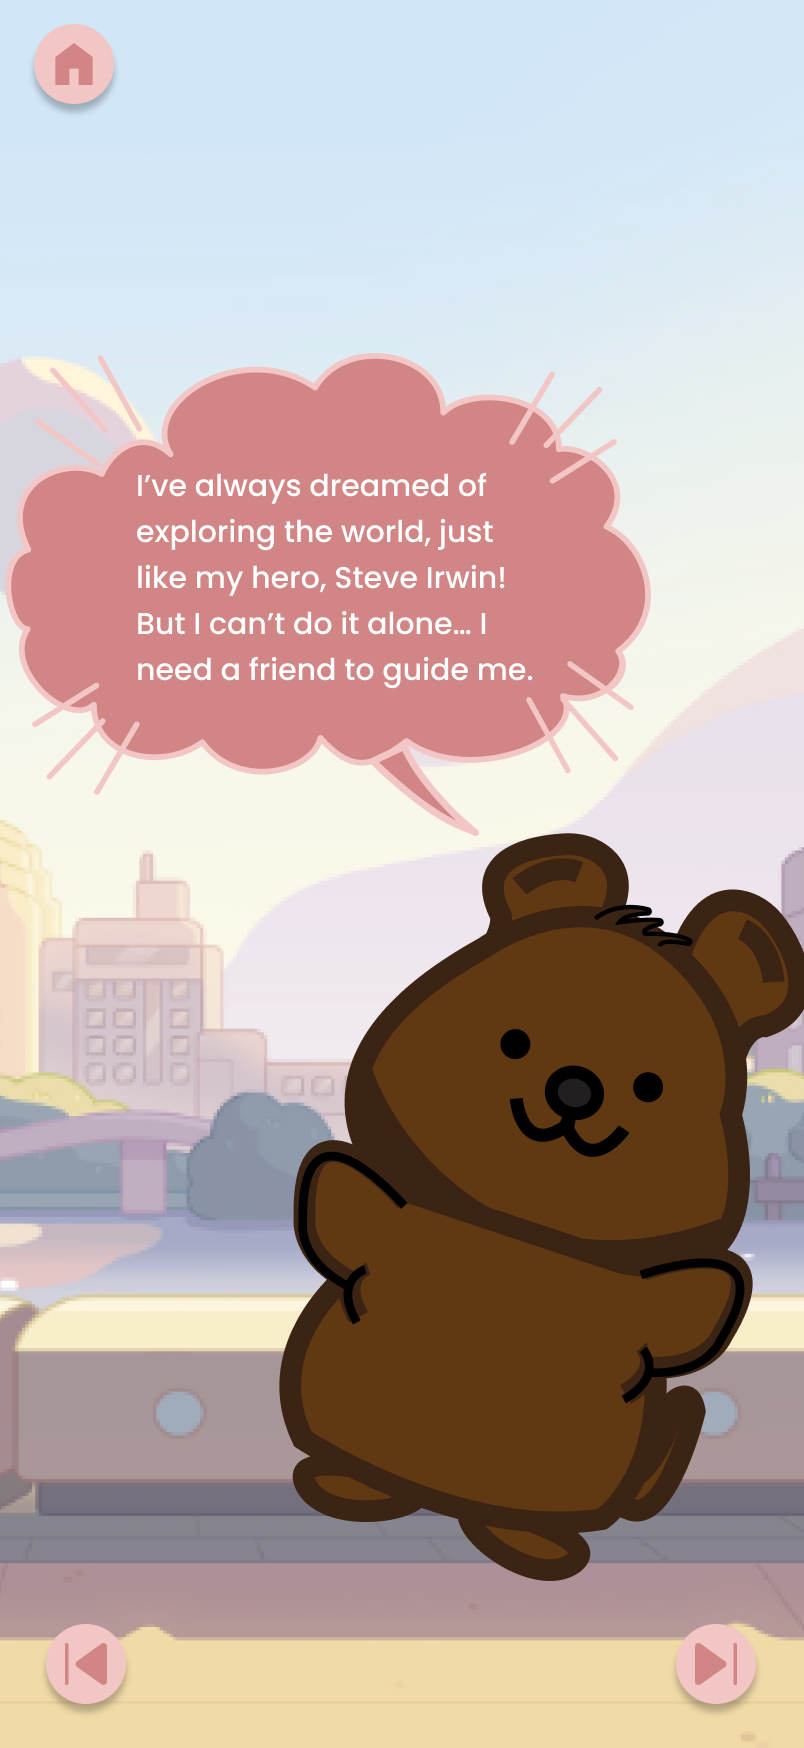 I’ve always dreamed of
exploring the world, just
like my hero, Steve Irwin!
But I can’t do it alone... I
need a friend to guide me.